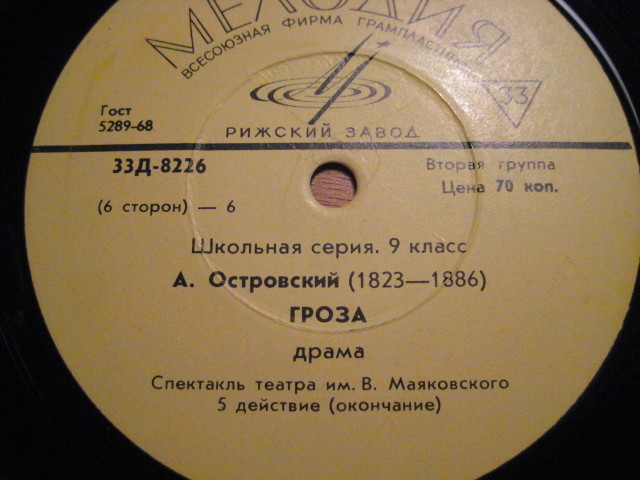 МЕЛОДИЯ
ВСЕСОЮЗНАЯ ФИРМА ГРАМПЛАСТИНОК
33
Гост
5289-68
РИЖСКИЙ ЗАВОД
33Д-8226
Вторая группа
Цена 70 коп.
(6 сторон) — 6
Школьная серия. 9 класс
А. Островский (1823—1886)
ГРОЗА
драма
Спектакль театра им. В. Маяковского
5 действие (окончание)